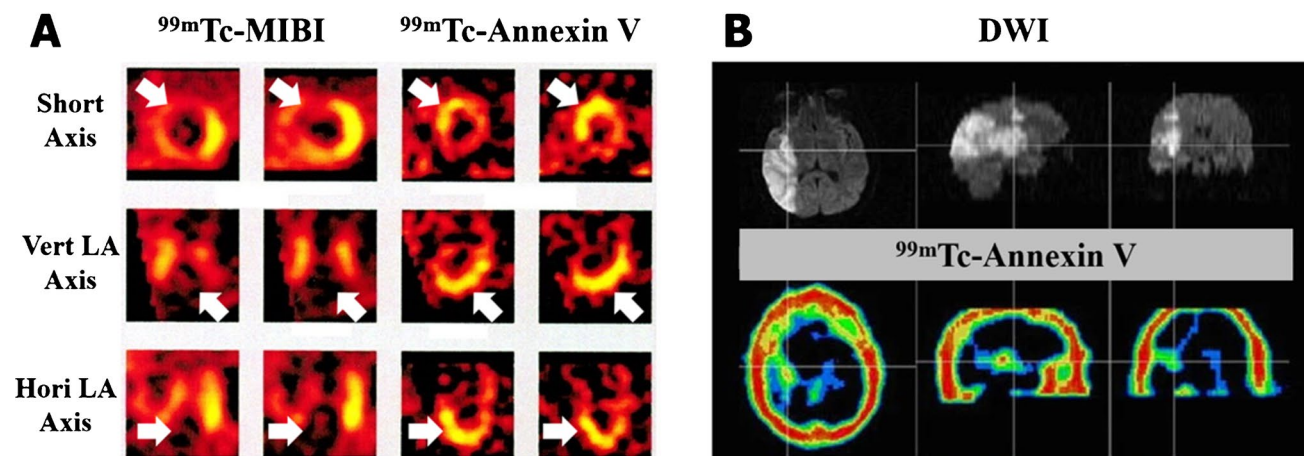 A
⁹⁹ᵐTc-MIBI
⁹⁹ᵐTc-Annexin V
Short
Axis
Vert LA
Axis
Hori LA
Axis
B
DWI
⁹⁹ᵐTc-Annexin V